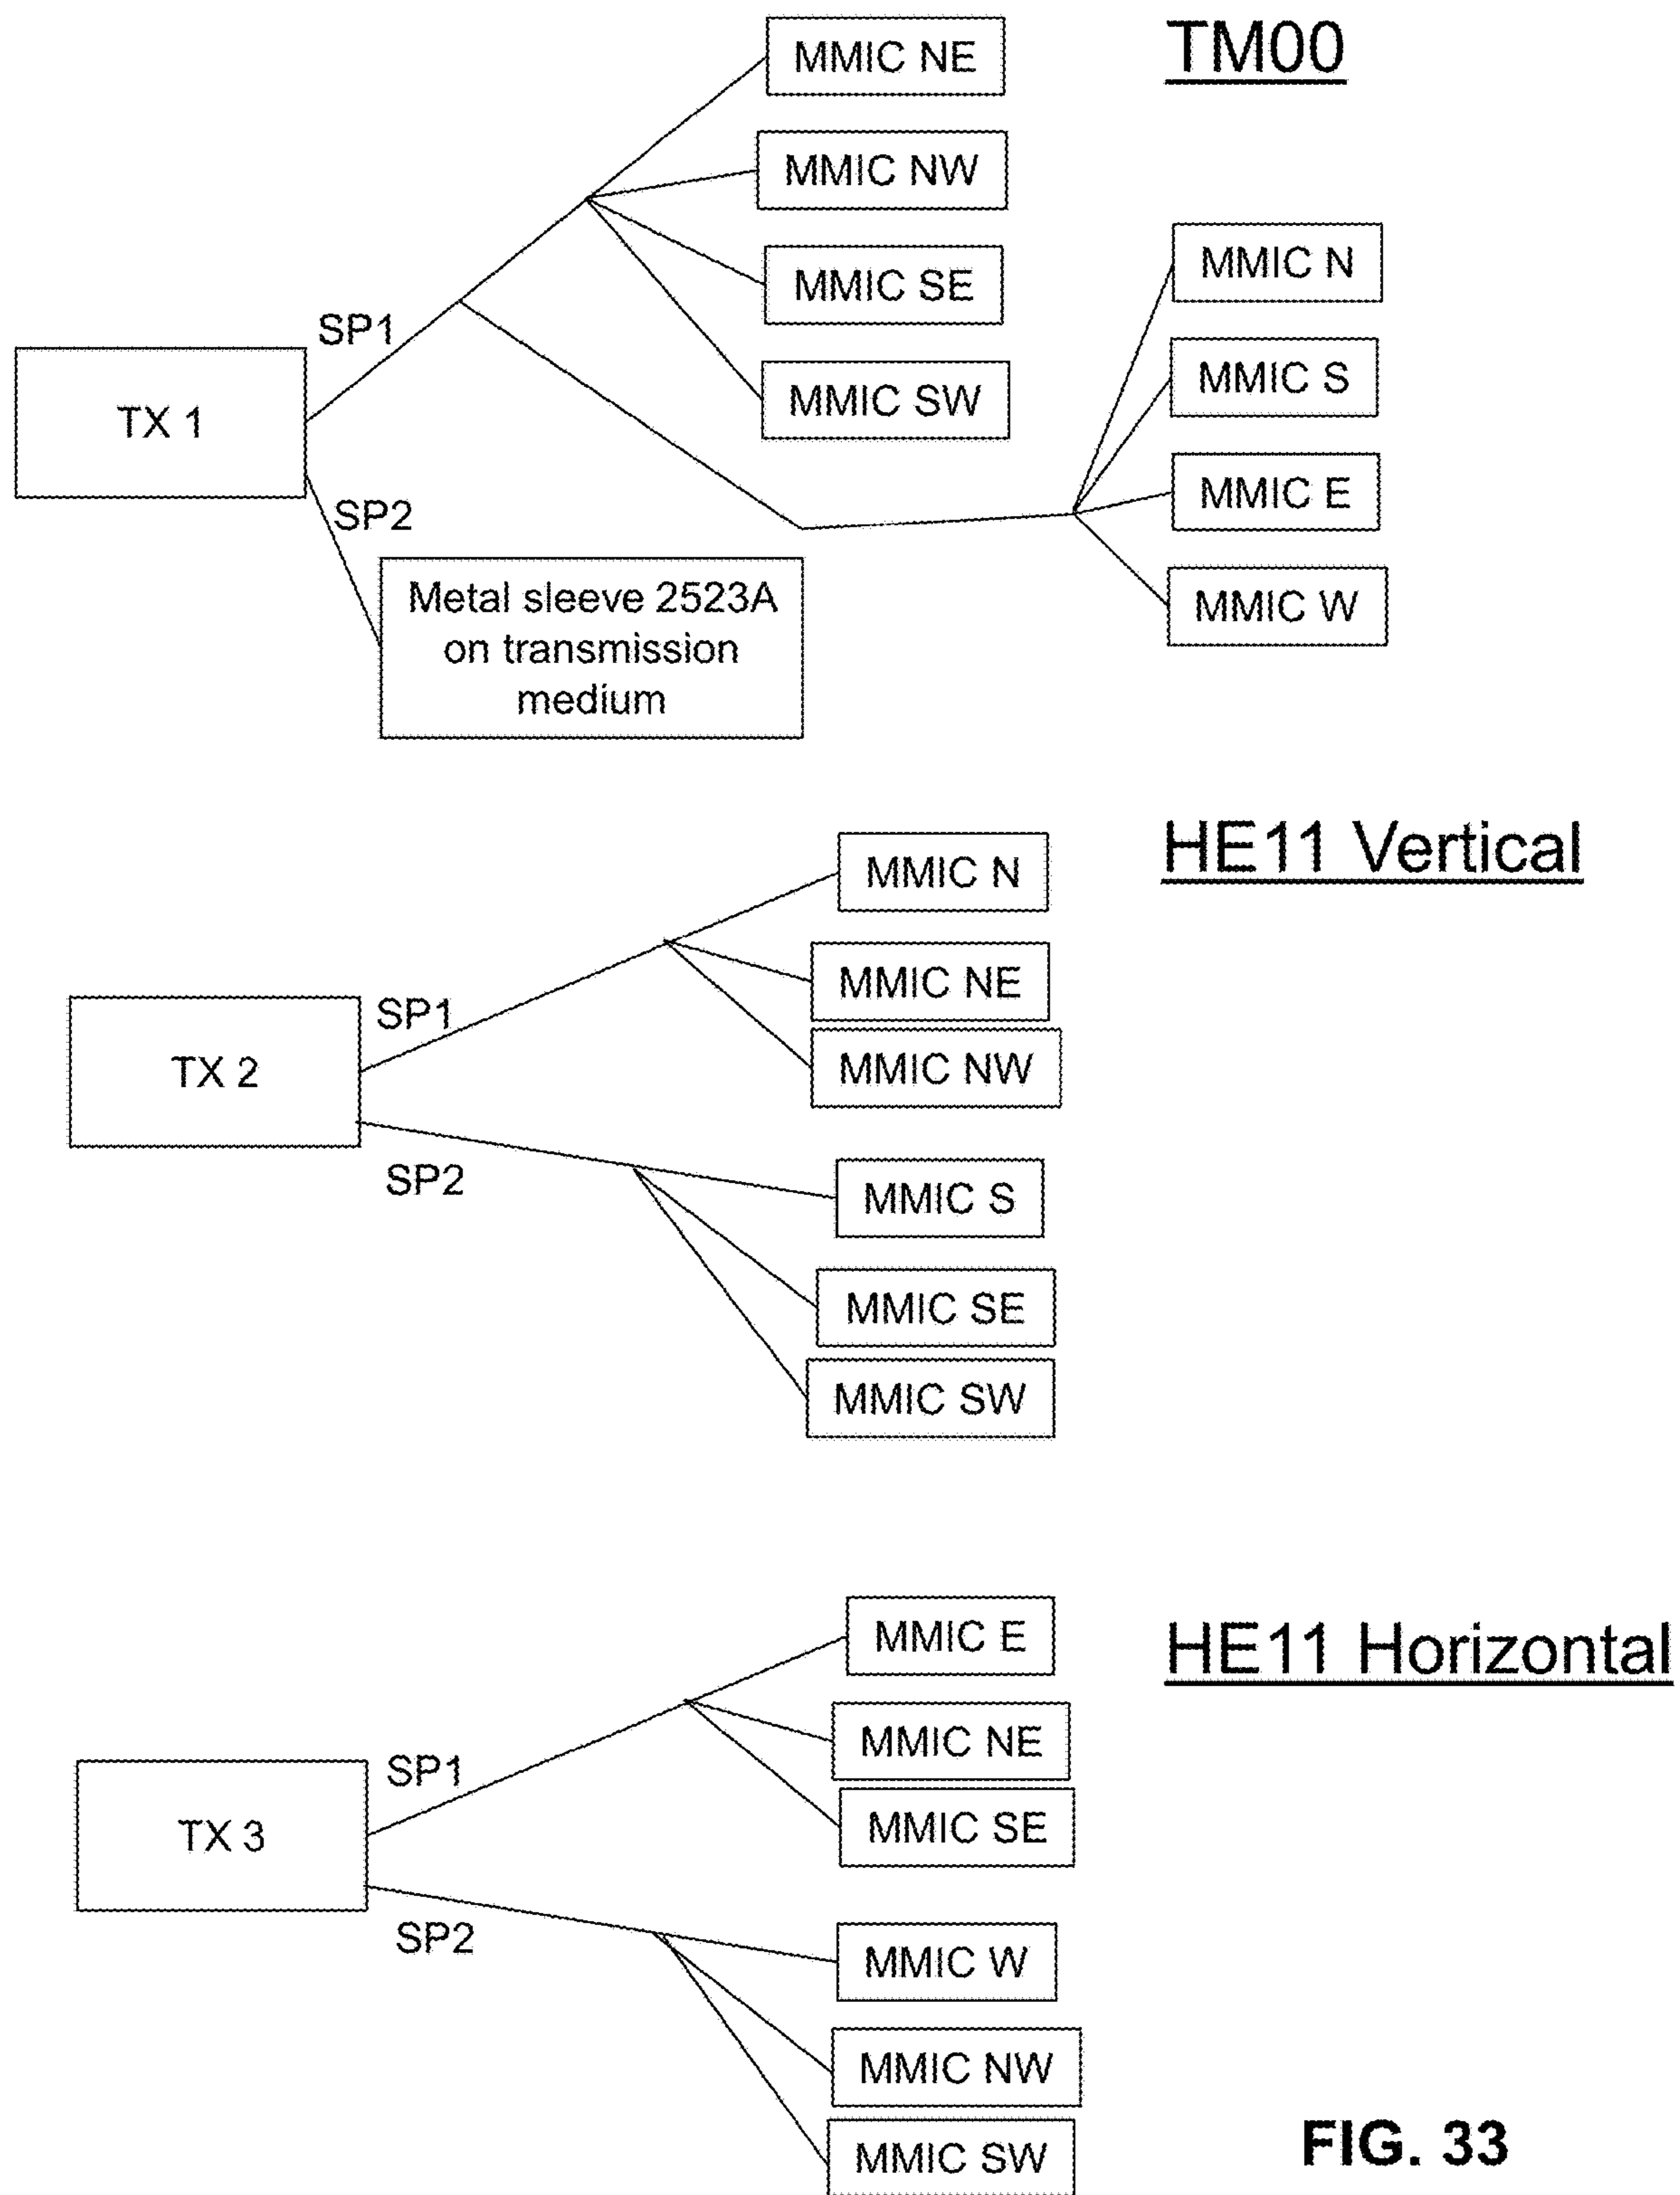 TM00
MMIC NE
MMIC NW
MMIC SE
MMIC SW
MMIC N
MMIC S
MMIC E
MMIC W
SP1
TX 1
SP2
Metal sleeve 2523A
on transmission
medium
HE11 Vertical
MMIC N
MMIC NE
MMIC NW
SP1
TX 2
SP2
MMIC S
MMIC SE
MMIC SW
HE11 Horizontal
MMIC E
MMIC NE
MMIC SE
SP1
TX 3
SP2
MMIC W
MMIC NW
MMIC SW
FIG. 33